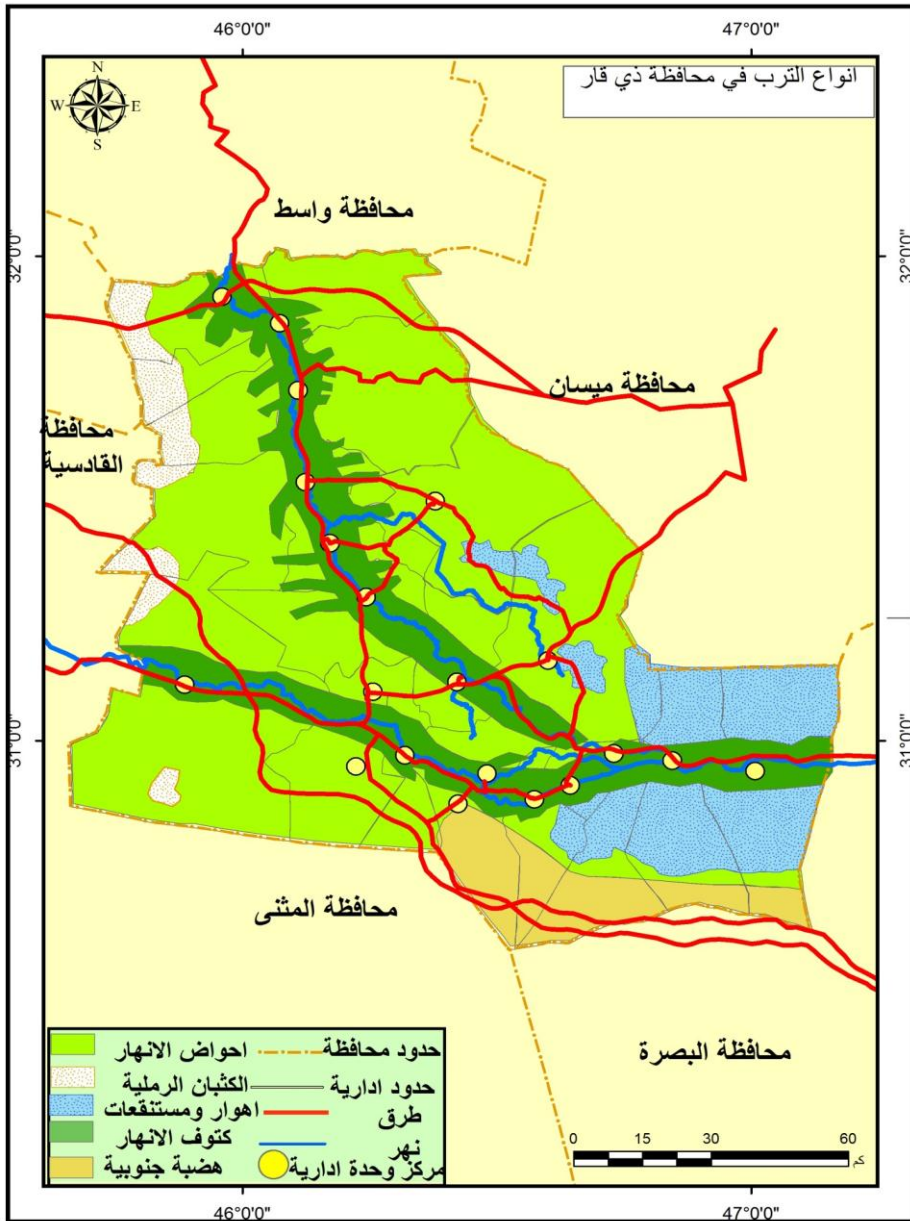 46°0'0" 47°0'0"
انواع الترب في محافظة ذي قار
N
W E
S
محافظة واسط
32°0'0" 32°0'0"
محافظة ميسان
محافظة
القادسية
31°0'0" 31°0'0"
محافظة المثنى
محافظة البصرة
حدود محافظة
حدود ادارية
طرق
نهر
مركز وحدة ادارية
احواض الانهار
الكثبان الرملية
اهوار ومستنقعات
كتوف الانهار
هضبة جنوبية
0 15 30 60
كم
46°0'0" 47°0'0"